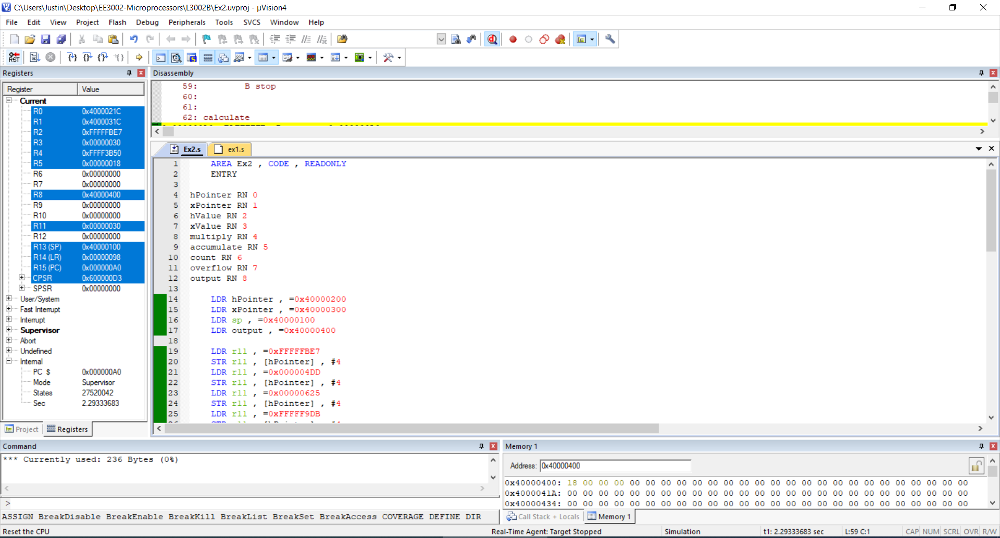 C:\Users\Justin\Desktop\EE3002-Microprocessors\L3002B\Ex2.uvproj - µVision4
File Edit View Project Flash Debug Peripherals Tools SVCS Window Help
RST
Registers
Register Value
Current
R0 0x4000021C
R1 0x4000031C
R2 0xFFFFFBE7
R3 0x00000030
R4 0xFFFF3B50
R5 0x00000018
R6 0x00000000
R7 0x00000000
R8 0x40000400
R9 0x00000000
R10 0x00000000
R11 0x00000030
R12 0x00000000
R13 (SP) 0x40000100
R14 (LR) 0x00000098
R15 (PC) 0x000000A0
CPSR 0x600000D3
SPSR 0x00000000
User/System
Fast Interrupt
Interrupt
Supervisor
Abort
Undefined
Internal
PC $ 0x000000A0
Mode Supervisor
States 27520042
Sec 2.29333683
Project Registers
Disassembly
59: B stop
60:
61:
62: calculate
Ex2.s ex1.s
1 AREA Ex2 , CODE , READONLY
2 ENTRY
3
4 hPointer RN 0
5 xPointer RN 1
6 hValue RN 2
7 xValue RN 3
8 multiply RN 4
9 accumulate RN 5
10 count RN 6
11 overflow RN 7
12 output RN 8
13
14 LDR hPointer , =0x40000200
15 LDR xPointer , =0x40000300
16 LDR sp , =0x40000100
17 LDR output , =0x40000400
18
19 LDR r11 , =0xFFFFFBE7
20 STR r11 , [hPointer] , #4
21 LDR r11 , =0x000004DD
22 STR r11 , [hPointer] , #4
23 LDR r11 , =0x00000625
24 STR r11 , [hPointer] , #4
25 LDR r11 , =0xFFFFF9DB
Command
*** Currently used: 236 Bytes (0%)
>
ASSIGN BreakDisable BreakEnable BreakKill BreakList BreakSet BreakAccess COVERAGE DEFINE DIR
Memory 1
Address: 0x40000400
0x40000400: 18 00 00 00 00 00 00 00 00 00 00 00 00 00 00 00 00 00 00 00 00 00 00 00 00 00
0x4000041A: 00 00 00 00 00 00 00 00 00 00 00 00 00 00 00 00 00 00 00 00 00 00 00 00 00 00
0x40000434: 00 00 00 00 00 00 00 00 00 00 00 00 00 00 00 00 00 00 00 00 00 00 00 00 00 00
Call Stack + Locals Memory 1
Reset the CPU Real-Time Agent: Target Stopped Simulation t1: 2.29333683 sec L:59 C:1 CAP NUM SCRL OVR R/W